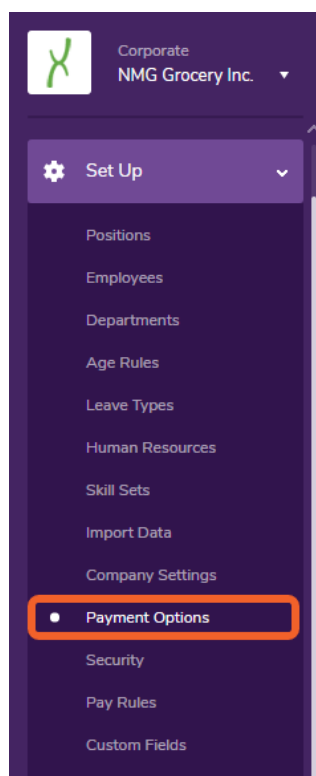 Corporate
NMG Grocery Inc.
Set Up
Positions
Employees
Departments
Age Rules
Leave Types
Human Resources
Skill Sets
Import Data
Company Settings
Payment Options
Security
Pay Rules
Custom Fields